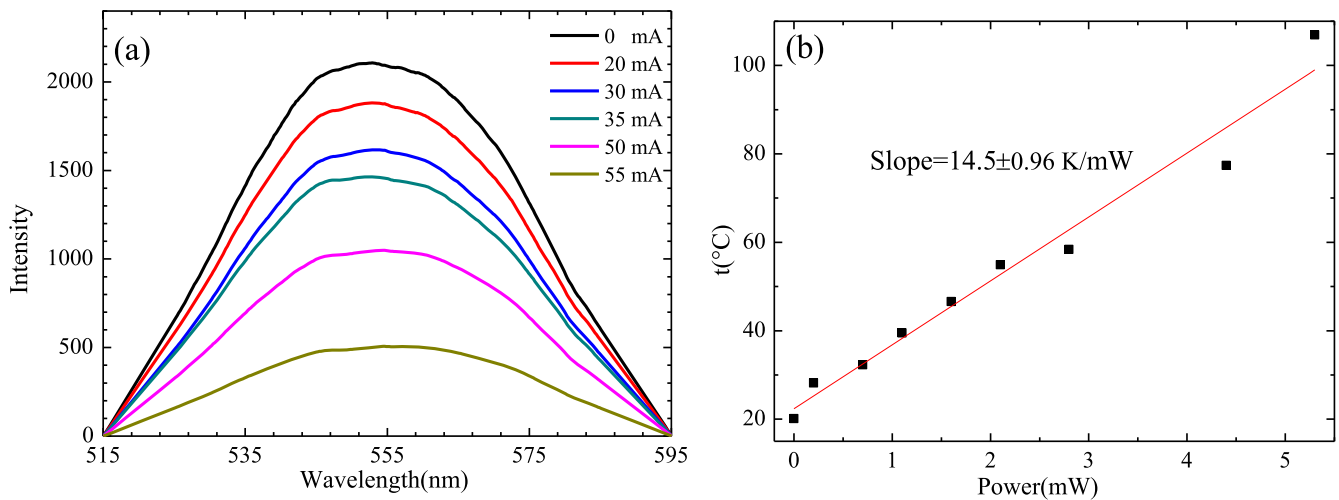 (a)
0 mA
20 mA
30 mA
35 mA
50 mA
55 mA
Intensity
2000
1500
1000
500
0
515 535 555 575 595
Wavelength(nm)
(b)
Slope=14.5±0.96 K/mW
t(°C)
100
80
60
40
20
0 1 2 3 4 5
Power(mW)